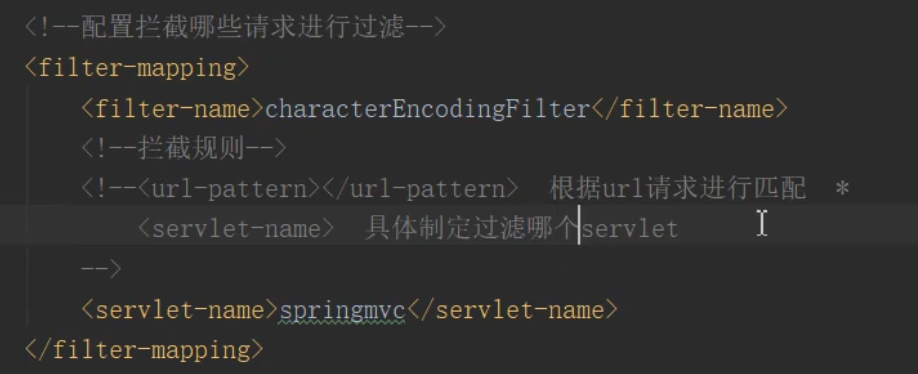 <!--配置拦截哪些请求进行过滤-->
<filter-mapping>
<filter-name>characterEncodingFilter</filter-name>
<!--拦截规则-->
<!--<url-pattern></url-pattern>  根据url请求进行匹配  *
<servlet-name>  具体制定过滤哪个servlet
-->
<servlet-name>springmvc</servlet-name>
</filter-mapping>